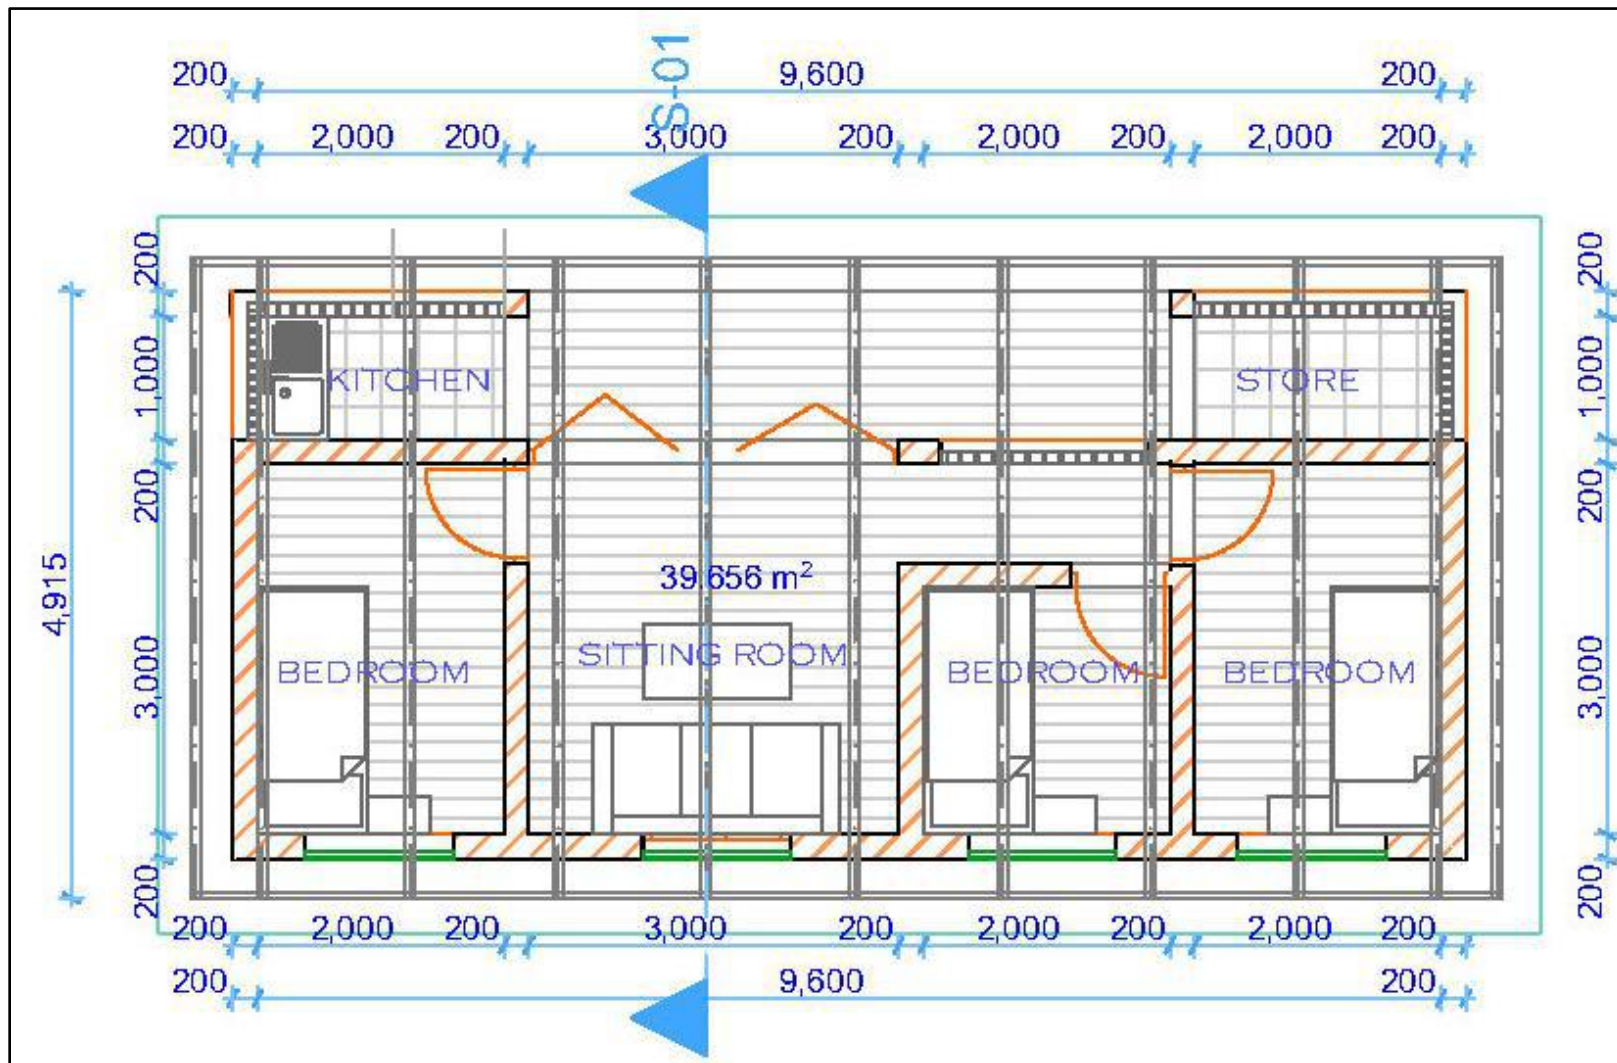 S-01
200 9,600 200
200 2,000 200 3,000 200 2,000 200 2,000 200
200 200
KITCHEN STORE
1,000 1,000
200 200
4,915
39.656 m²
SITTING ROOM
BEDROOM BEDROOM BEDROOM
3,000 3,000
200 200
200 2,000 200 3,000 200 2,000 200 2,000 200
200 9,600 200